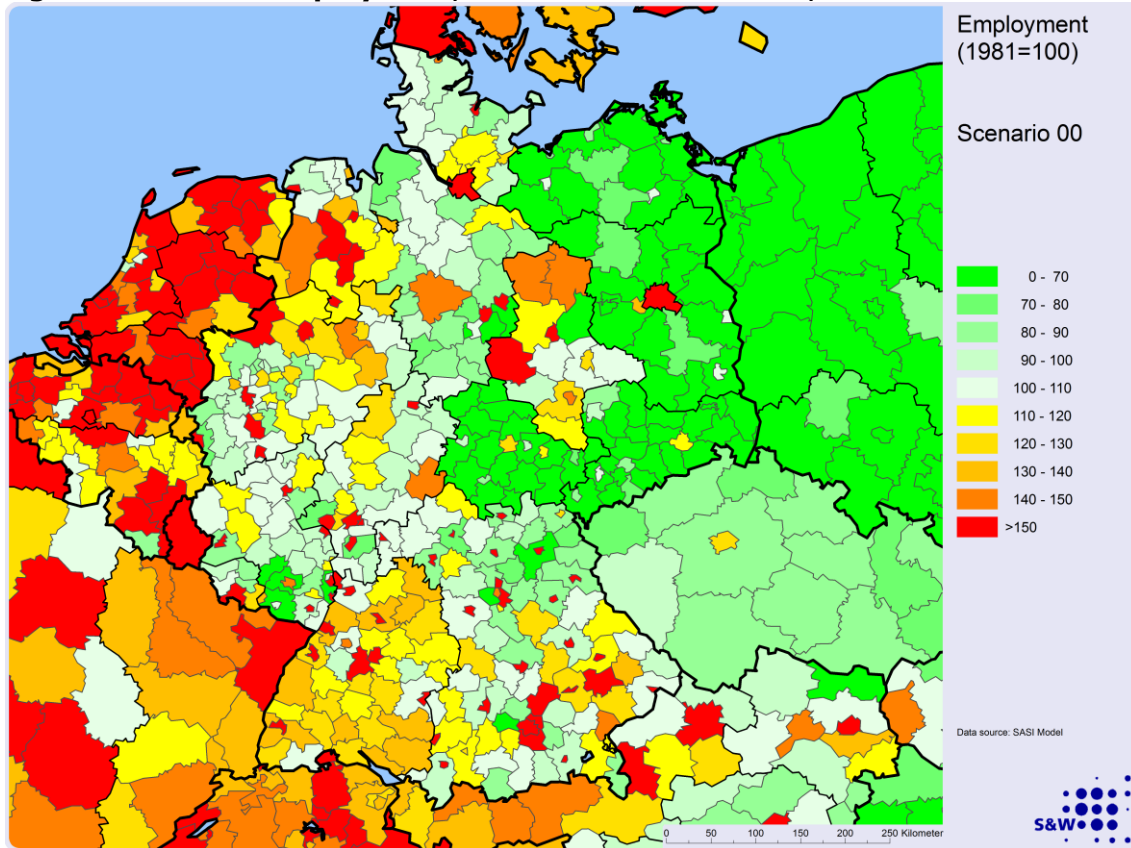 Employment
(1981=100)
Scenario 00
0 - 70
70 - 80
80 - 90
90 - 100
100 - 110
110 - 120
120 - 130
130 - 140
140 - 150
>150
Data source: SASI Model
0 50 100 150 200 250 Kilometer
S&W